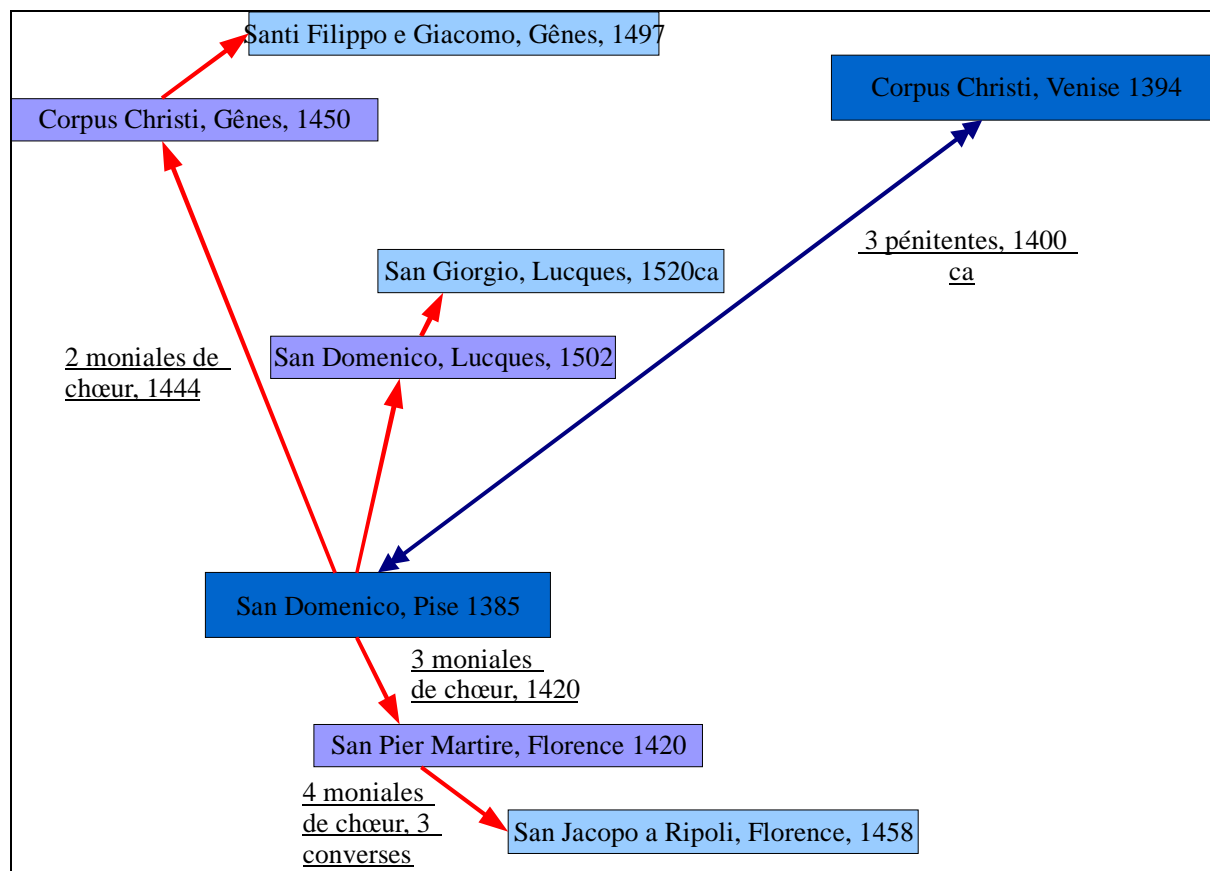 Santi Filippo e Giacomo, Gênes, 1497
Corpus Christi, Venise 1394
Corpus Christi, Gênes, 1450
3 pénitentes, 1400
ca
San Giorgio, Lucques, 1520ca
2 moniales de
chœur, 1444
San Domenico, Lucques, 1502
San Domenico, Pise 1385
3 moniales
de chœur, 1420
San Pier Martire, Florence 1420
4 moniales
de chœur, 3
converses
San Jacopo a Ripoli, Florence, 1458